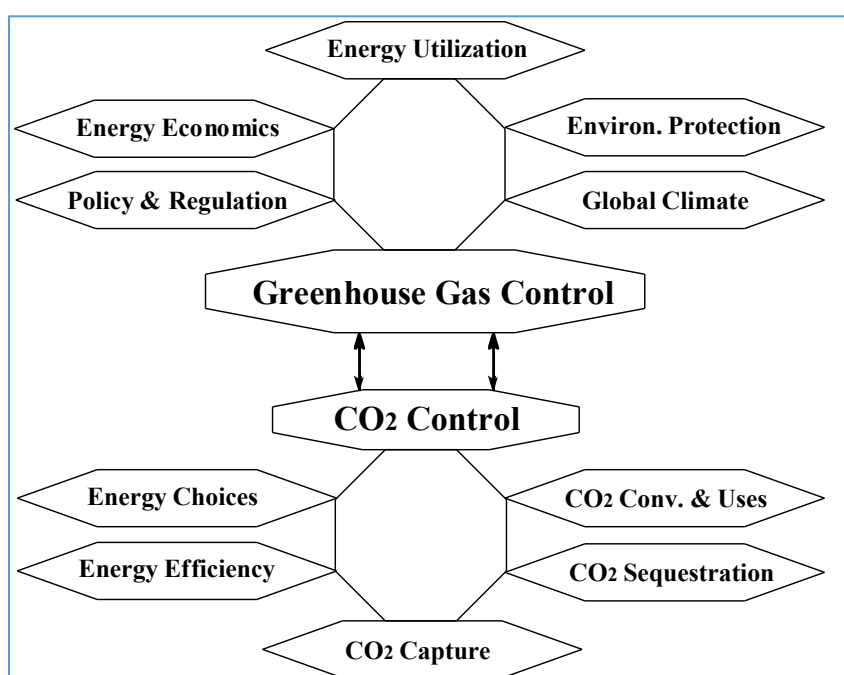 Energy Utilization
Energy Economics
Environ. Protection
Policy & Regulation
Global Climate
Greenhouse Gas Control
CO2 Control
Energy Choices
CO2 Conv. & Uses
Energy Efficiency
CO2 Sequestration
CO2 Capture